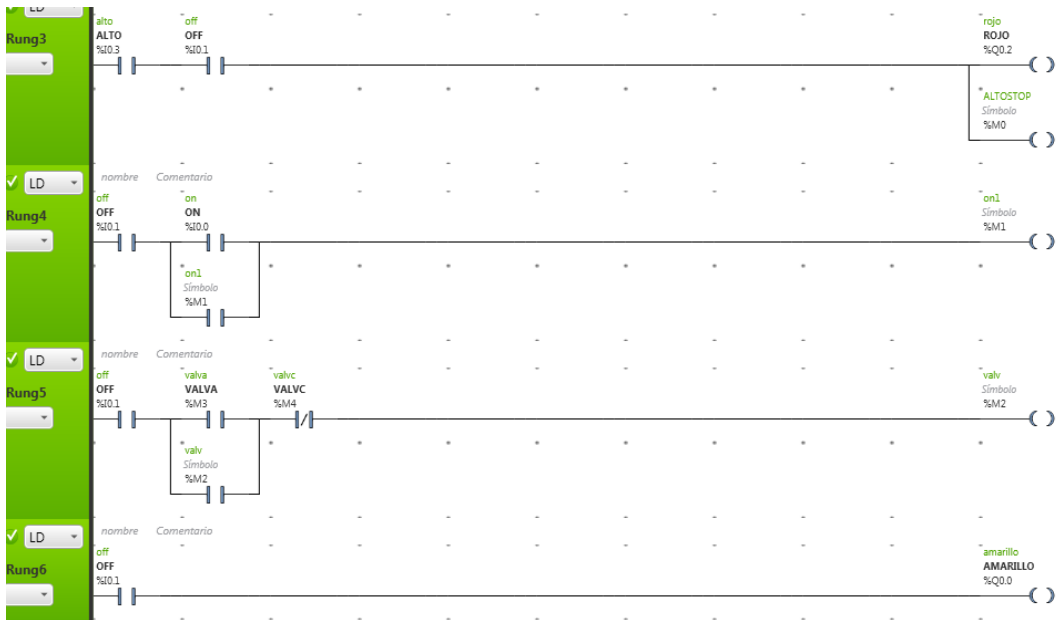 LD
alto off rojo
Rung3 ALTO OFF ROJO
%I0.3 %I0.1 %Q0.2
ALTOSTOP
Símbolo
%M0
LD nombre Comentario
off on on1
Rung4 OFF ON Símbolo
%I0.1 %I0.0 %M1
on1
Símbolo
%M1
LD nombre Comentario
off valva valvc valv
Rung5 OFF VALVA VALVC Símbolo
%I0.1 %M3 %M4 %M2
valv
Símbolo
%M2
LD nombre Comentario
off amarillo
Rung6 OFF AMARILLO
%I0.1 %Q0.0